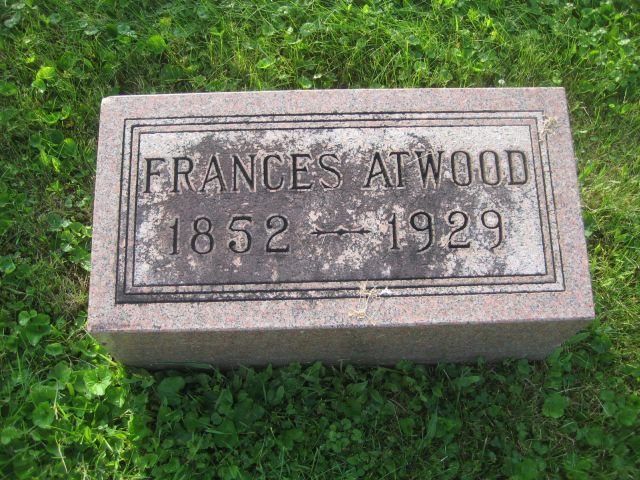 FRANCES ATWOOD
1852 — 1929